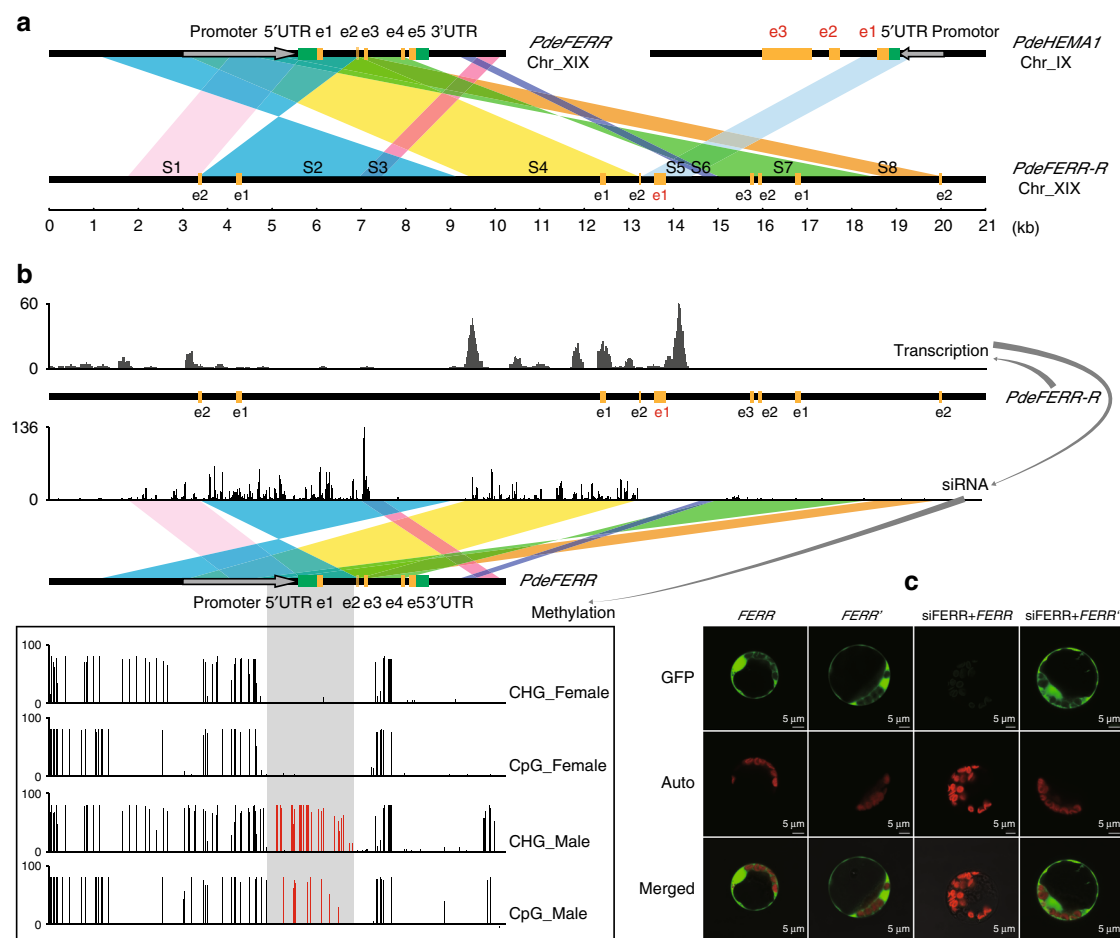 a
Promoter 5′UTR e1 e2 e3 e4 e5 3′UTR
PdeFERR
Chr_XIX
e3 e2 e1 5′UTR Promotor
PdeHEMA1
Chr_IX
S1 S2 S3 S4 S5 S6 S7 S8
PdeFERR-R
Chr_XIX
e2 e1 e1 e2 e1 e3 e2 e1 e2
0 1 2 3 4 5 6 7 8 9 10 11 12 13 14 15 16 17 18 19 20 21 (kb)
b
60
0
Transcription
PdeFERR-R
e2 e1 e1 e2 e1 e3 e2 e1 e2
136
0
siRNA
PdeFERR
Promoter 5′UTR e1 e2 e3 e4 e5 3′UTR
Methylation
100
0
CHG_Female
100
0
CpG_Female
100
0
CHG_Male
100
0
CpG_Male
c
FERR FERR′ siFERR+FERR siFERR+FERR′
GFP
5 μm 5 μm 5 μm 5 μm
Auto
5 μm 5 μm 5 μm 5 μm
Merged
5 μm 5 μm 5 μm 5 μm